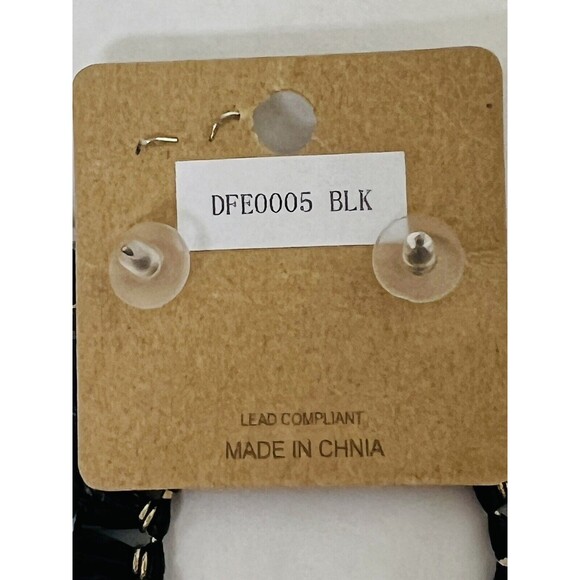 DFE0005 BLK
LEAD COMPLIANT
MADE IN CHNIA